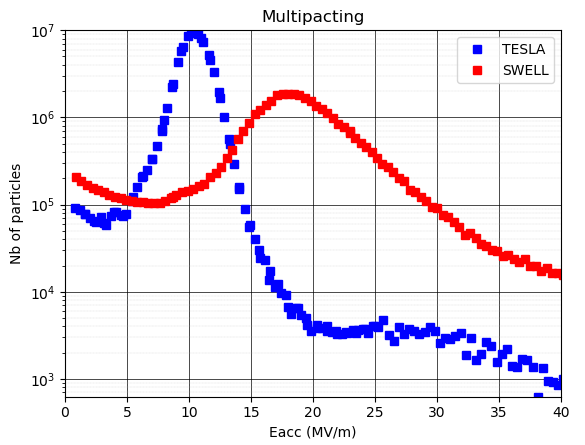 Multipacting
TESLA
SWELL
Nb of particles
10⁷
10⁶
10⁵
10⁴
10³
0 5 10 15 20 25 30 35 40
Eacc (MV/m)